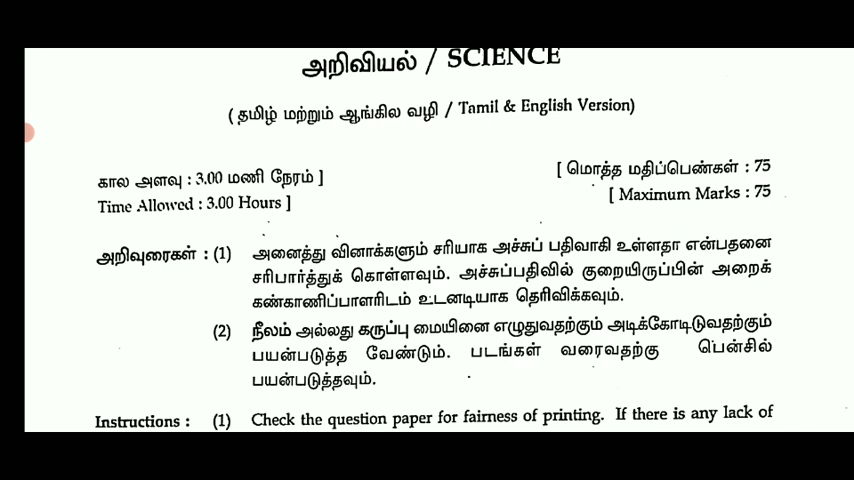 அறிவியல் / SCIENCE
( தமிழ் மற்றும் ஆங்கில வழி / Tamil & English Version)
கால அளவு : 3.00 மணி நேரம் ]
[ மொத்த மதிப்பெண்கள் : 75
Time Allowed : 3.00 Hours ]
[ Maximum Marks : 75
அறிவுரைகள் : (1) அனைத்து வினாக்களும் சரியாக அச்சுப் பதிவாகி உள்ளதா என்பதனை
சரிபார்த்துக் கொள்ளவும். அச்சுப்பதிவில் குறையிருப்பின் அறைக்
கண்காணிப்பாளரிடம் உடனடியாக தெரிவிக்கவும்.
(2) நீலம் அல்லது கருப்பு மையினை எழுதுவதற்கும் அடிக்கோடிடுவதற்கும்
பயன்படுத்த வேண்டும். படங்கள் வரைவதற்கு பென்சில்
பயன்படுத்தவும்.
Instructions : (1) Check the question paper for fairness of printing. If there is any lack of